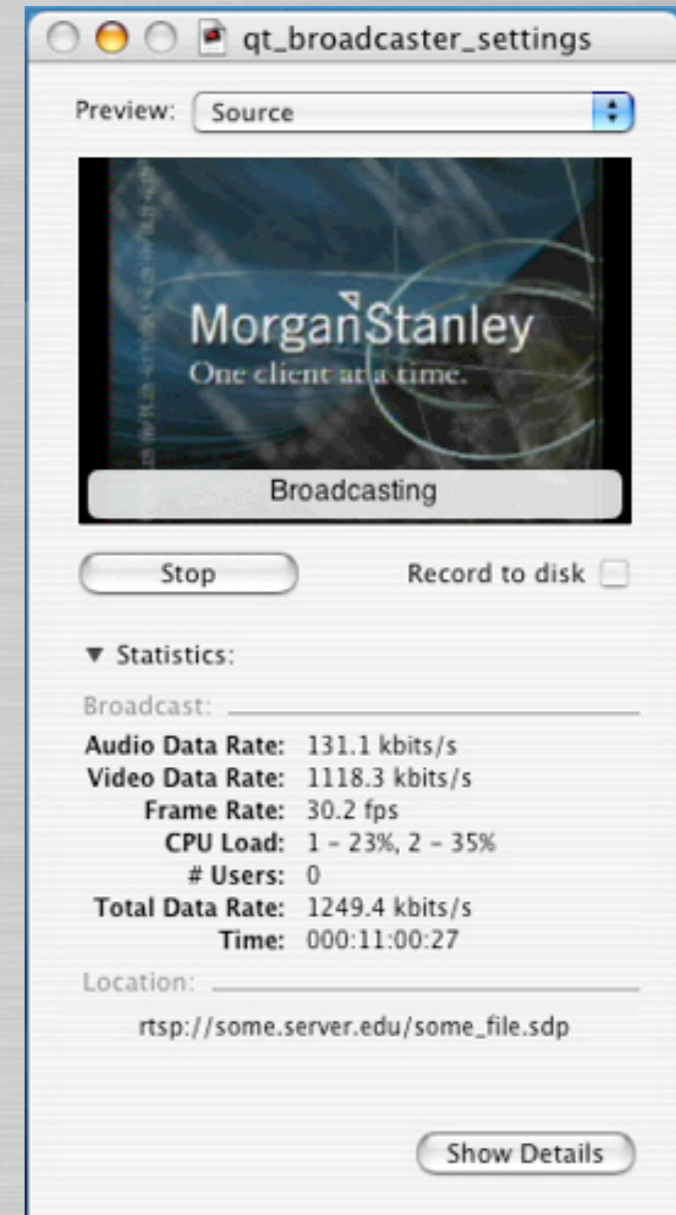 qt_broadcaster_settings
Preview: Source
MorganStanley
One client at a time.
Broadcasting
Stop Record to disk
Statistics:
Broadcast:
Audio Data Rate: 131.1 kbits/s
Video Data Rate: 1118.3 kbits/s
Frame Rate: 30.2 fps
CPU Load: 1 – 23%, 2 – 35%
# Users: 0
Total Data Rate: 1249.4 kbits/s
Time: 000:11:00:27
Location:
rtsp://some.server.edu/some_file.sdp
Show Details